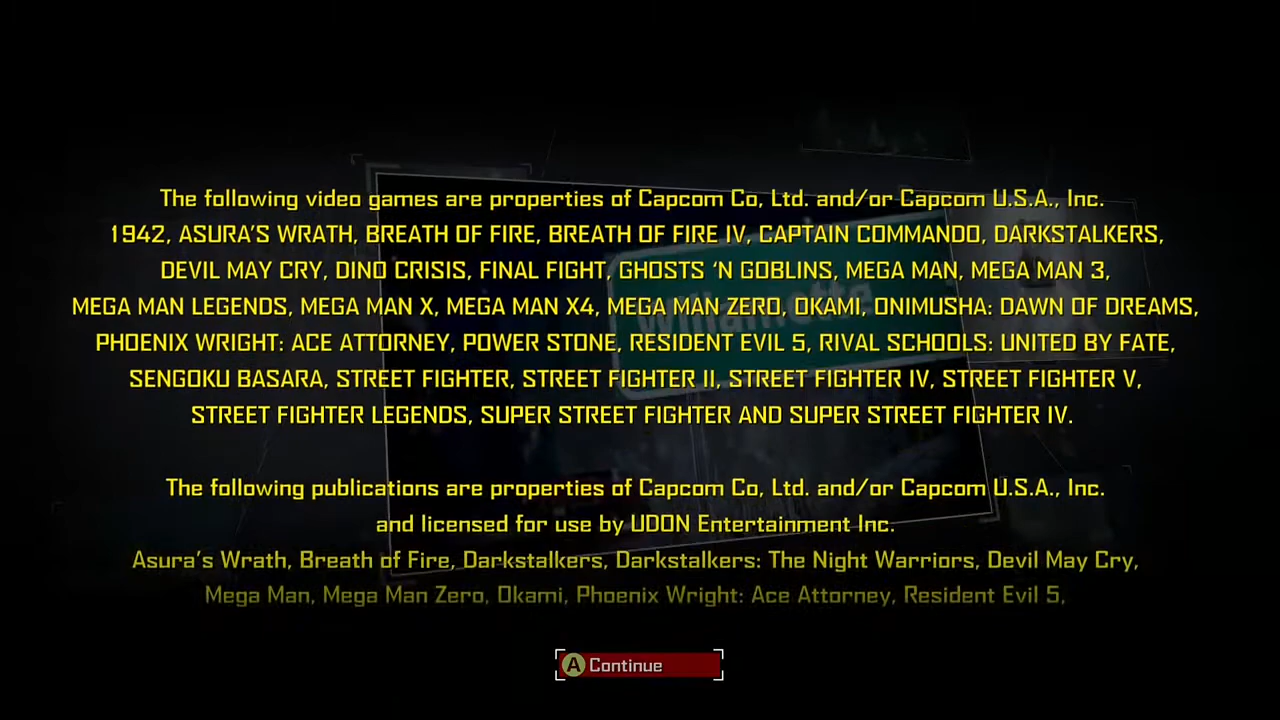 The following video games are properties of Capcom Co, Ltd. and/or Capcom U.S.A., Inc.
1942, ASURA'S WRATH, BREATH OF FIRE, BREATH OF FIRE IV, CAPTAIN COMMANDO, DARKSTALKERS,
DEVIL MAY CRY, DINO CRISIS, FINAL FIGHT, GHOSTS 'N GOBLINS, MEGA MAN, MEGA MAN 3,
MEGA MAN LEGENDS, MEGA MAN X, MEGA MAN X4, MEGA MAN ZERO, OKAMI, ONIMUSHA: DAWN OF DREAMS,
PHOENIX WRIGHT: ACE ATTORNEY, POWER STONE, RESIDENT EVIL 5, RIVAL SCHOOLS: UNITED BY FATE,
SENGOKU BASARA, STREET FIGHTER, STREET FIGHTER II, STREET FIGHTER IV, STREET FIGHTER V,
STREET FIGHTER LEGENDS, SUPER STREET FIGHTER AND SUPER STREET FIGHTER IV.
The following publications are properties of Capcom Co, Ltd. and/or Capcom U.S.A., Inc.
and licensed for use by UDON Entertainment Inc.
Asura's Wrath, Breath of Fire, Darkstalkers, Darkstalkers: The Night Warriors, Devil May Cry,
Mega Man, Mega Man Zero, Okami, Phoenix Wright: Ace Attorney, Resident Evil 5,
A Continue
Willamette